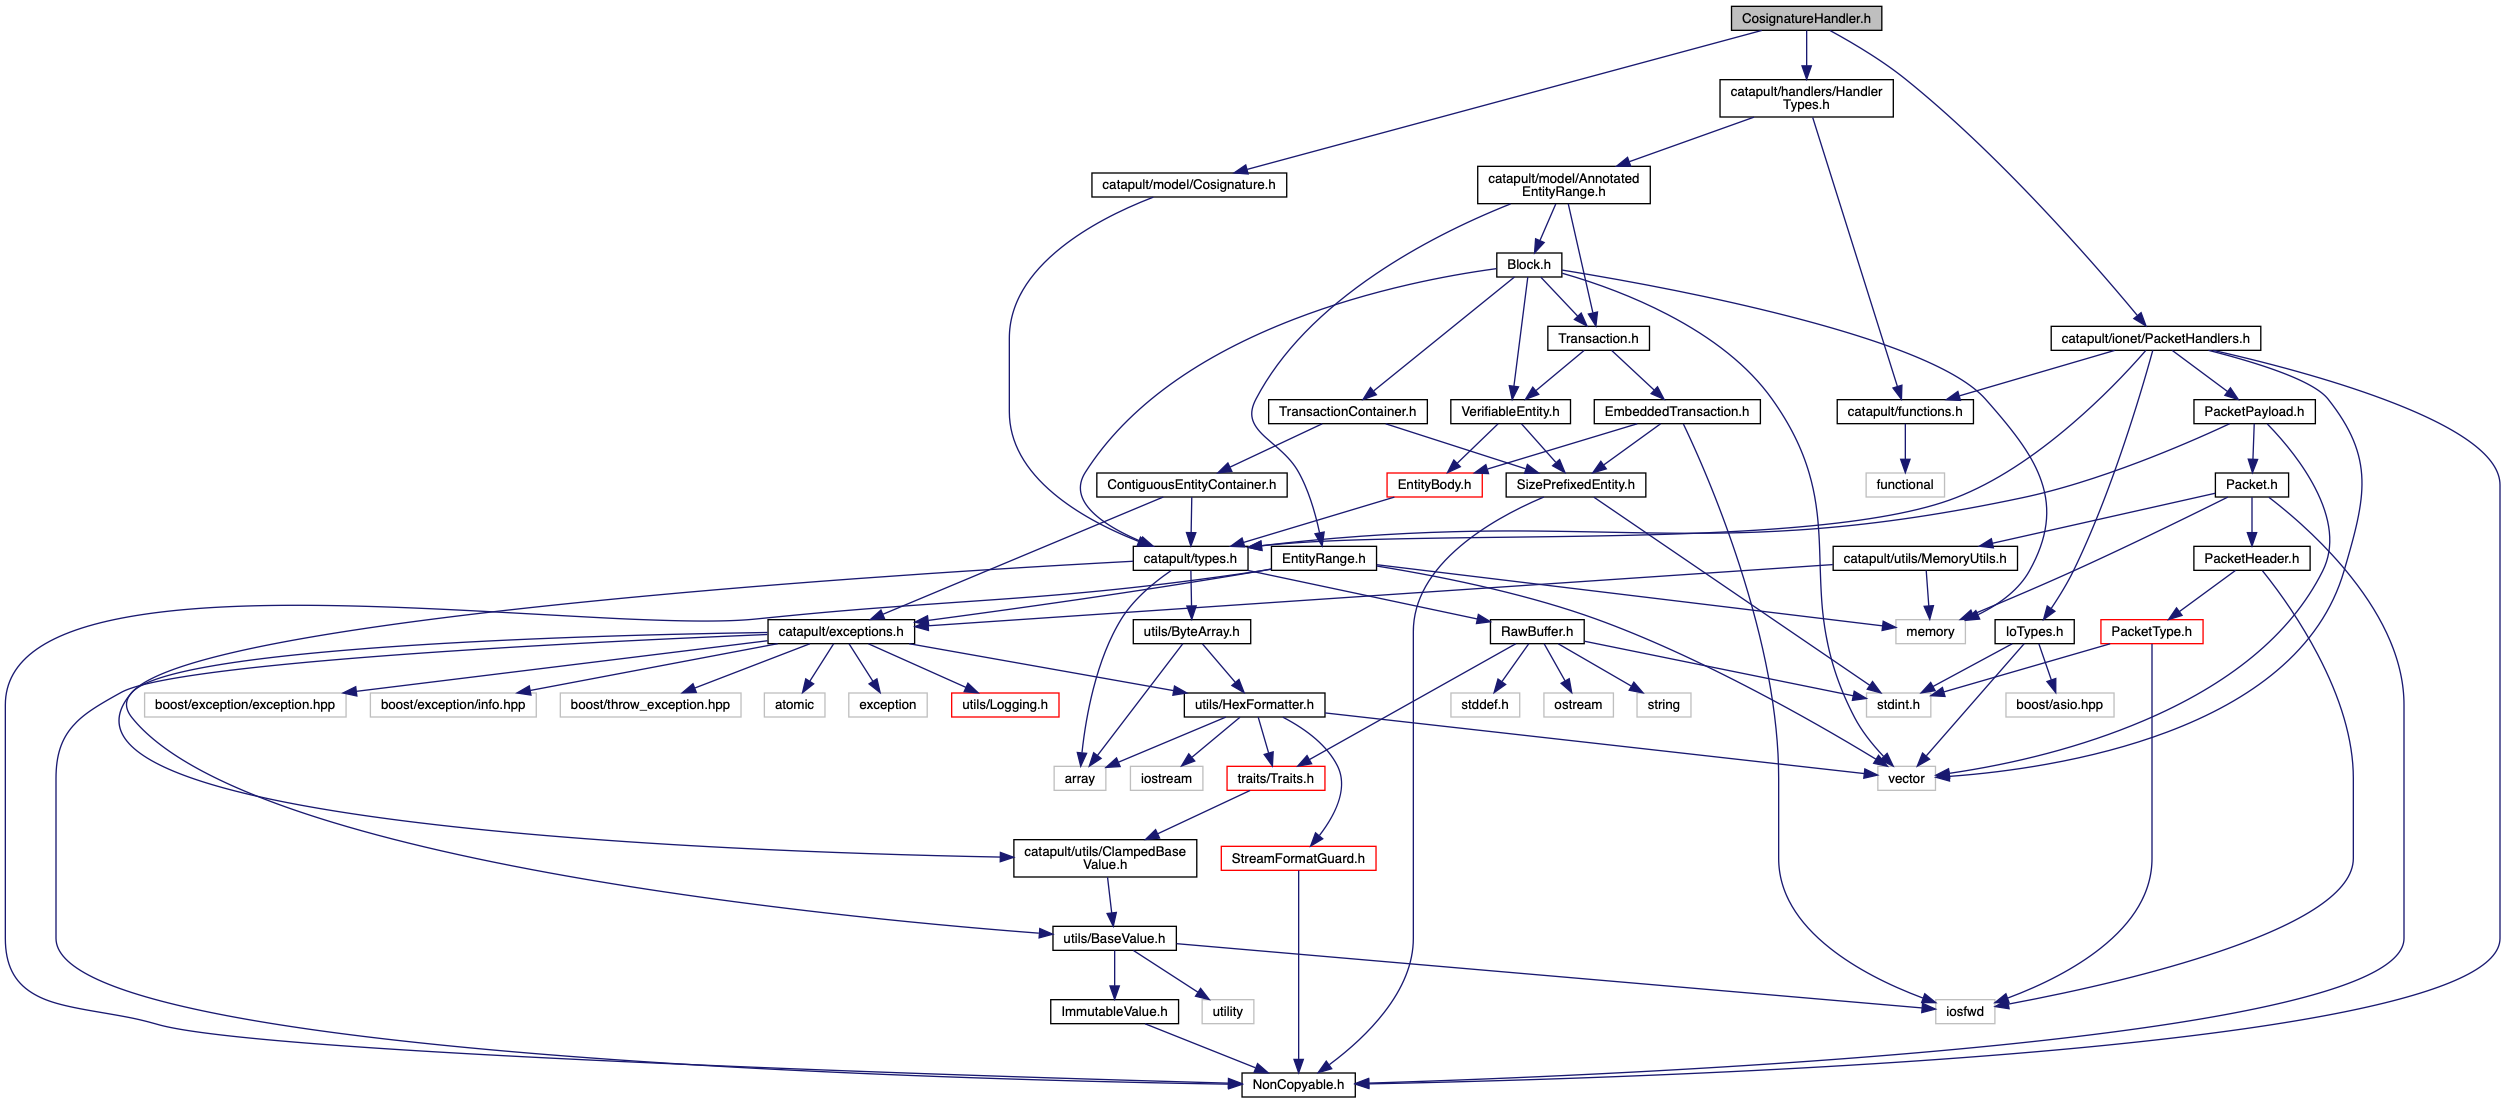 CosignatureHandler.h
catapult/handlers/Handler
Types.h
catapult/model/Cosignature.h
catapult/model/Annotated
EntityRange.h
Block.h
Transaction.h
catapult/ionet/PacketHandlers.h
TransactionContainer.h
VerifiableEntity.h
EmbeddedTransaction.h
catapult/functions.h
PacketPayload.h
ContiguousEntityContainer.h
EntityBody.h
SizePrefixedEntity.h
functional
Packet.h
catapult/types.h
EntityRange.h
catapult/utils/MemoryUtils.h
PacketHeader.h
catapult/exceptions.h
utils/ByteArray.h
RawBuffer.h
memory
IoTypes.h
PacketType.h
boost/exception/exception.hpp
boost/exception/info.hpp
boost/throw_exception.hpp
atomic
exception
utils/Logging.h
utils/HexFormatter.h
stddef.h
ostream
string
stdint.h
boost/asio.hpp
array
iostream
traits/Traits.h
vector
catapult/utils/ClampedBase
Value.h
StreamFormatGuard.h
utils/BaseValue.h
ImmutableValue.h
utility
iosfwd
NonCopyable.h